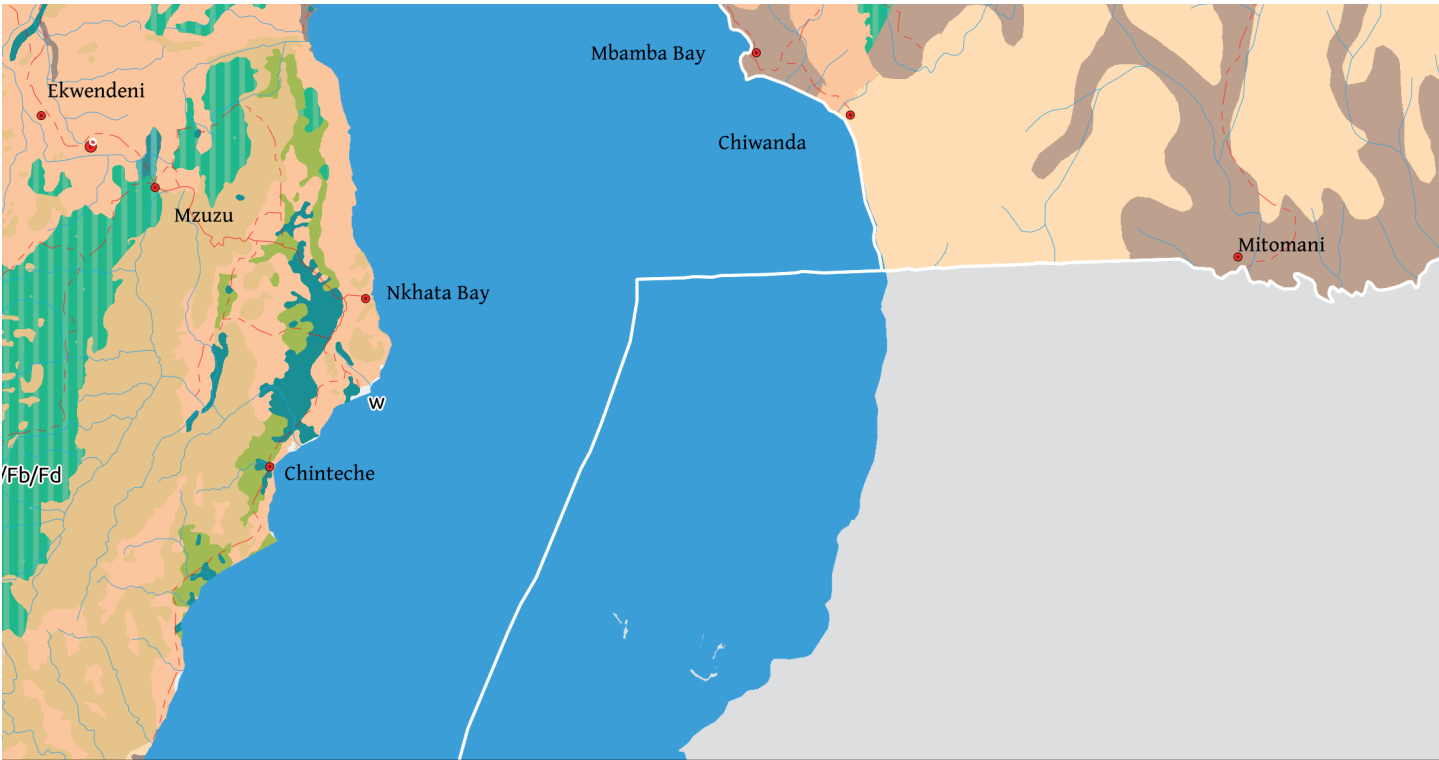 Mbamba Bay
Ekwendeni
Chiwanda
Mzuzu
Mitomani
Nkhata Bay
w
/Fb/Fd
Chinteche